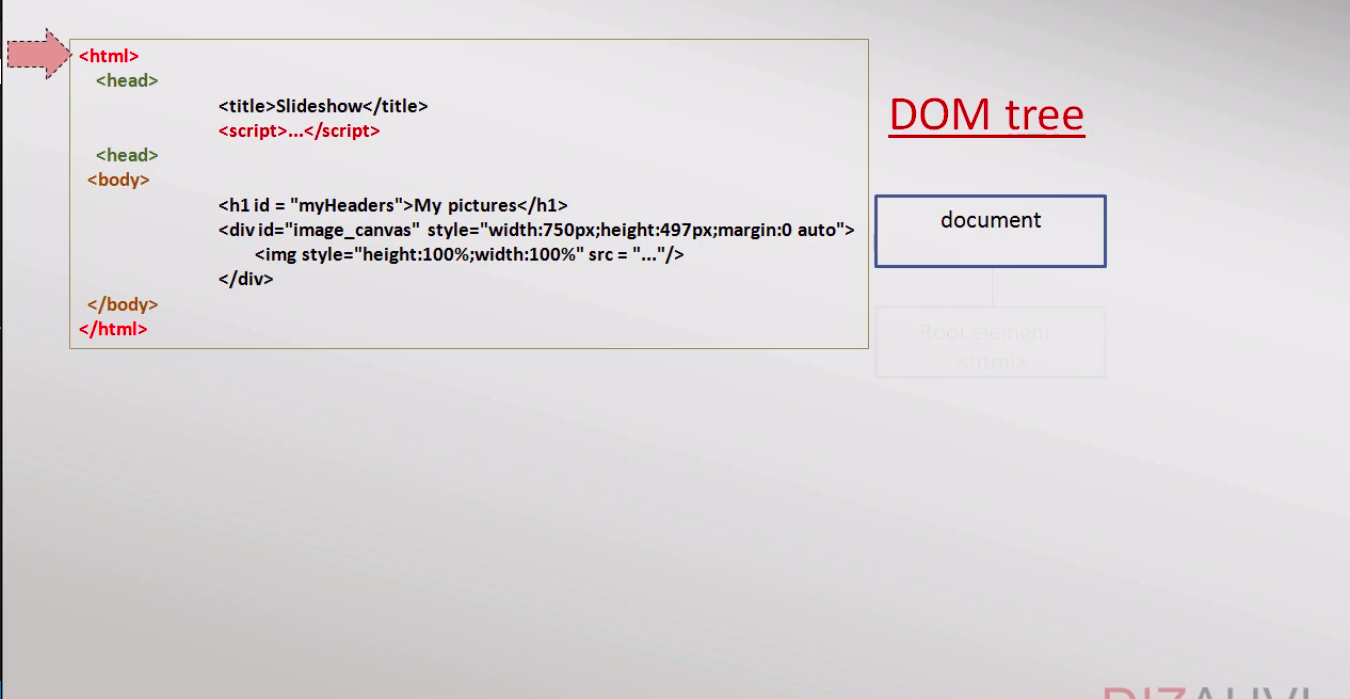 <html>
<head>
<title>Slideshow</title>
<script>...</script>
<head>
<body>
<h1 id = "myHeaders">My pictures</h1>
<div id="image_canvas" style="width:750px;height:497px;margin:0 auto">
<img style="height:100%;width:100%" src = "..."/>
</div>
</body>
</html>
DOM tree
document
Root element
<html>